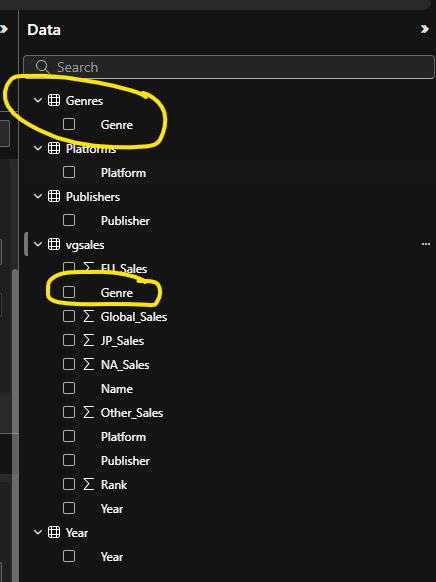 Data
Search
Genres
Genre
Platforms
Platform
Publishers
Publisher
vgsales
EU_Sales
Genre
Global_Sales
JP_Sales
NA_Sales
Name
Other_Sales
Platform
Publisher
Rank
Year
Year
Year